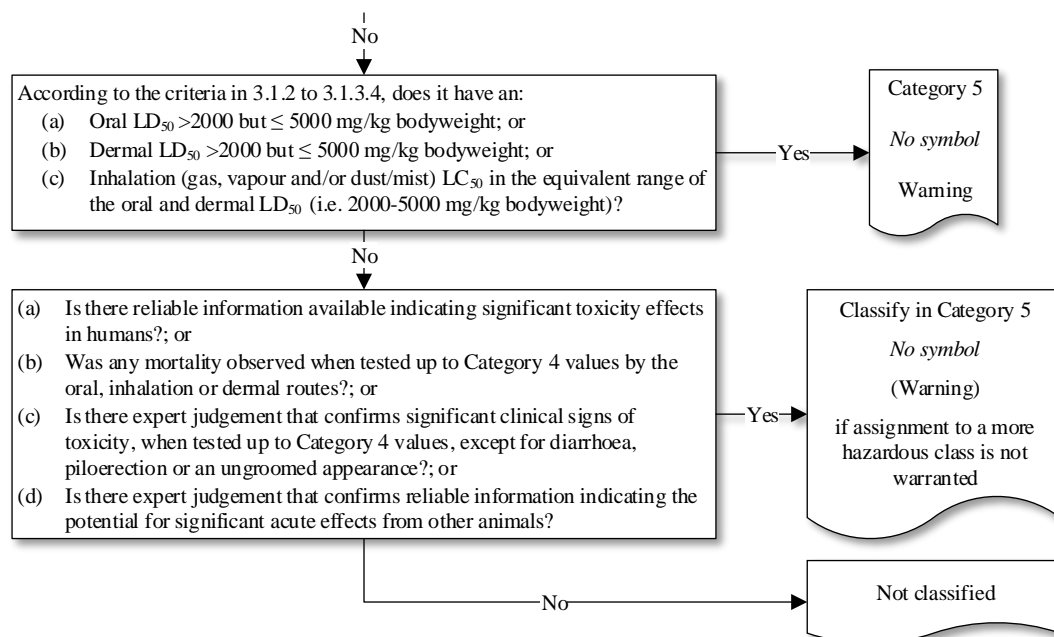 No
According to the criteria in 3.1.2 to 3.1.3.4, does it have an:
(a) Oral LD₅₀ >2000 but ≤ 5000 mg/kg bodyweight; or
(b) Dermal LD₅₀ >2000 but ≤ 5000 mg/kg bodyweight; or
(c) Inhalation (gas, vapour and/or dust/mist) LC₅₀ in the equivalent range of
the oral and dermal LD₅₀ (i.e. 2000-5000 mg/kg bodyweight)?
Yes
Category 5
No symbol
Warning
No
(a) Is there reliable information available indicating significant toxicity effects
in humans?; or
(b) Was any mortality observed when tested up to Category 4 values by the
oral, inhalation or dermal routes?; or
(c) Is there expert judgement that confirms significant clinical signs of
toxicity, when tested up to Category 4 values, except for diarrhoea,
piloerection or an ungroomed appearance?; or
(d) Is there expert judgement that confirms reliable information indicating the
potential for significant acute effects from other animals?
Yes
Classify in Category 5
No symbol
(Warning)
if assignment to a more
hazardous class is not
warranted
No
Not classified